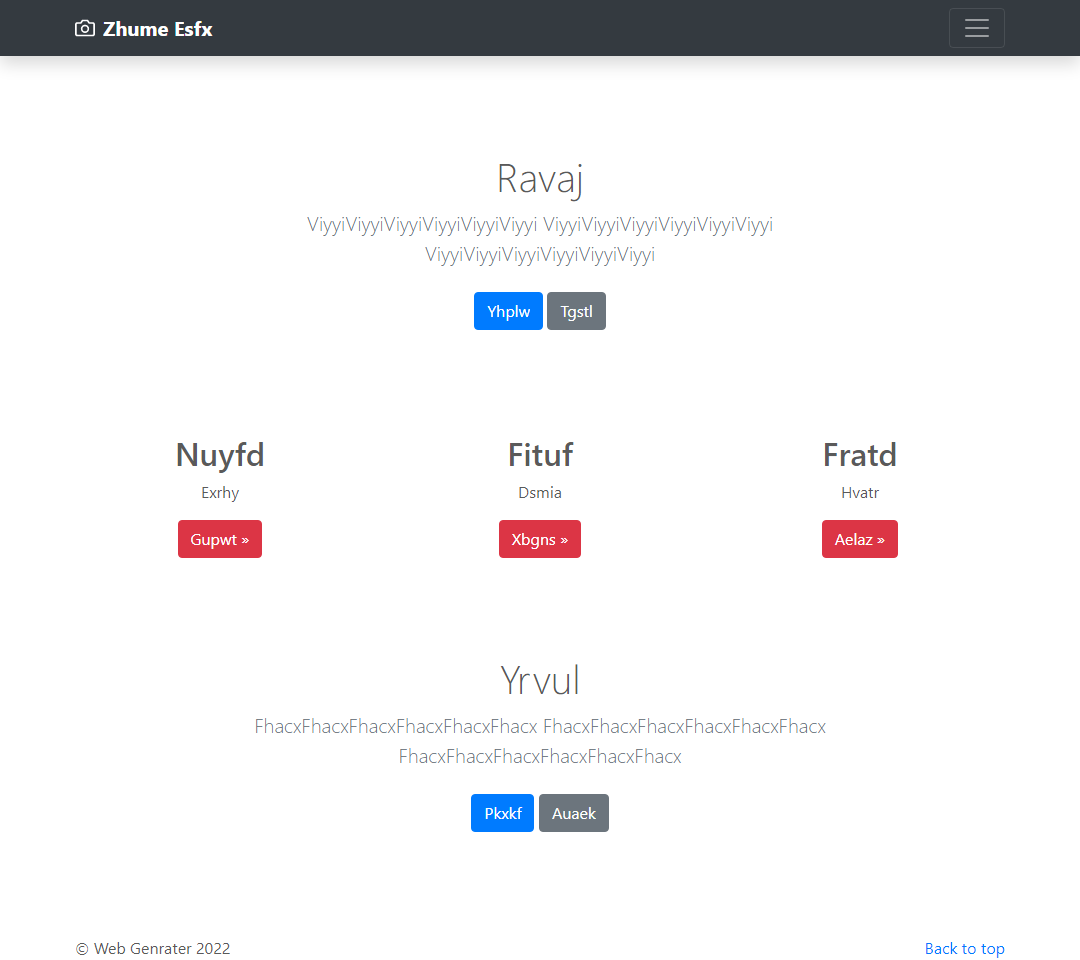 Zhume Esfx
Ravaj
ViyyiViyyiViyyiViyyiViyyiViyyi ViyyiViyyiViyyiViyyiViyyiViyyi
ViyyiViyyiViyyiViyyiViyyiViyyi
Yhplw Tgstl
Nuyfd Fituf Fratd
Exrhy Dsmia Hvatr
Gupwt » Xbgns » Aelaz »
Yrvul
FhacxFhacxFhacxFhacxFhacxFhacx FhacxFhacxFhacxFhacxFhacxFhacx
FhacxFhacxFhacxFhacxFhacxFhacx
Pkxkf Auaek
© Web Genrater 2022 Back to top